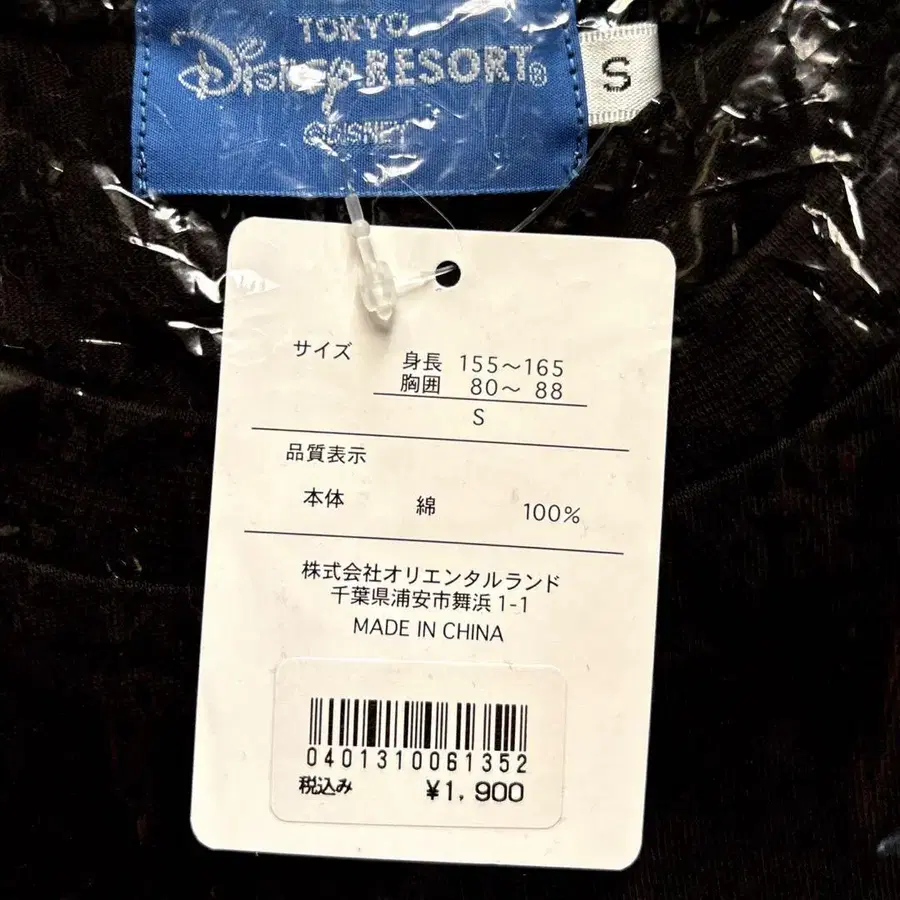 TOKYO
Disney RESORT®
©DISNEY
S
サイズ 身長 155～165
胸囲 80～ 88
S
品質表示
本体 綿 100%
株式会社オリエンタルランド
千葉県浦安市舞浜1-1
MADE IN CHINA
0401310061352
税込み ¥1,900